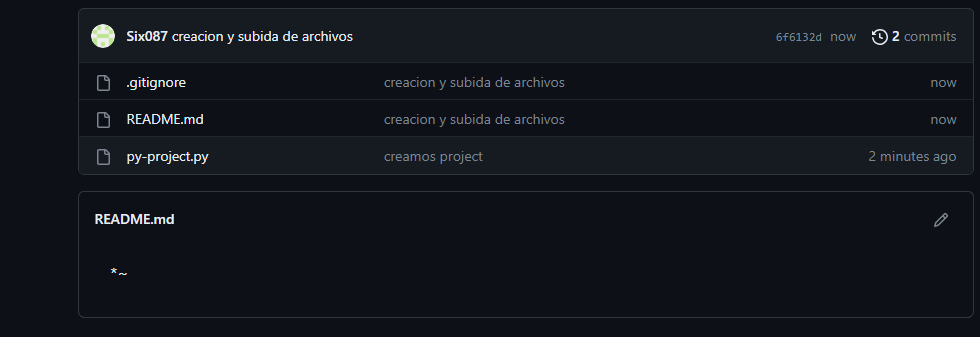 Six087 creacion y subida de archivos 6f6132d now 2 commits
.gitignore creacion y subida de archivos now
README.md creacion y subida de archivos now
py-project.py creamos project 2 minutes ago
README.md
*~